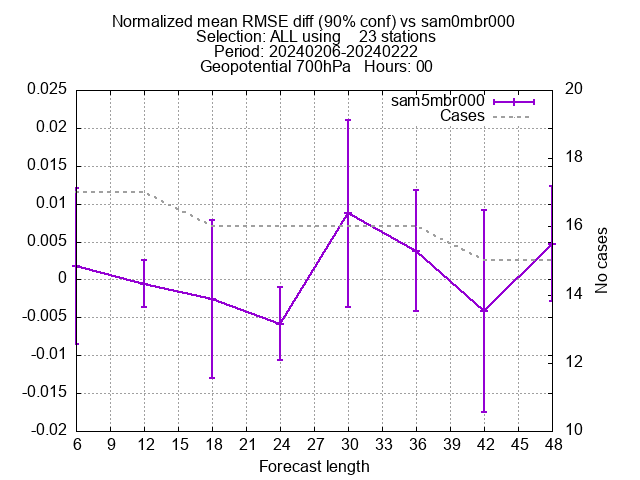 Normalized mean RMSE diff (90% conf) vs sam0mbr000
Selection: ALL using    23 stations
Period: 20240206-20240222
Geopotential 700hPa   Hours: 00
sam5mbr000
Cases
0.025
0.02
0.015
0.01
0.005
0
-0.005
-0.01
-0.015
-0.02
20
18
16
14
12
10
No cases
6 9 12 15 18 21 24 27 30 33 36 39 42 45 48
Forecast length